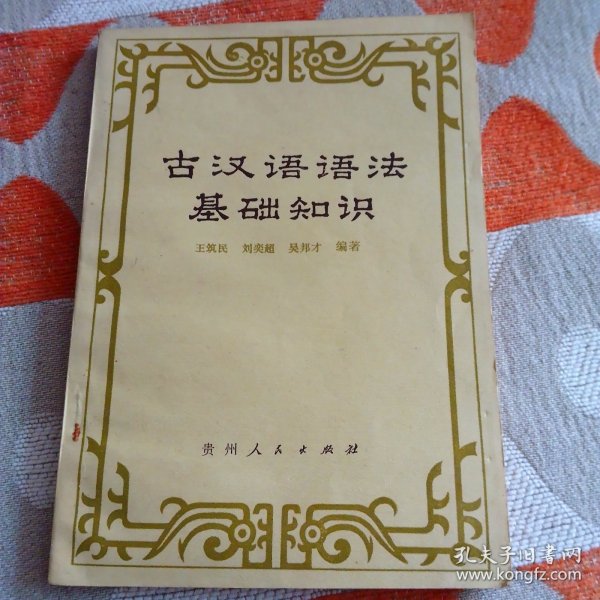 古汉语语法
基础知识
王筑民 刘奕超 吴邦才 编著
贵州人民出版社
孔夫子旧书网
www.kongfz.com